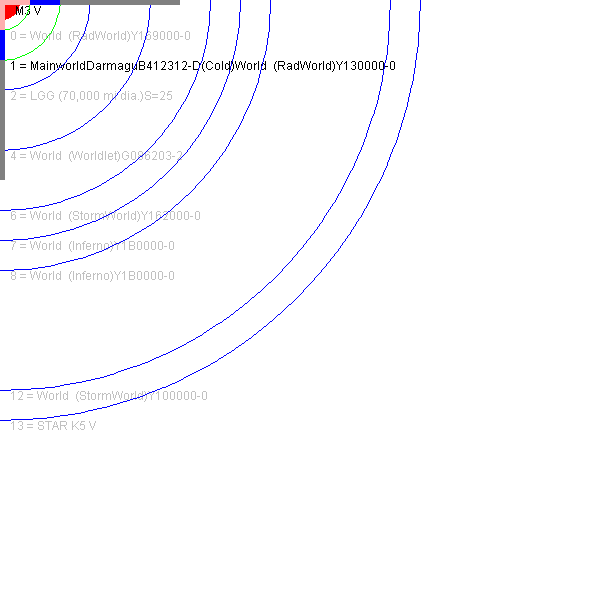 M3 V
0 = World  (RadWorld)Y169000-0
1 = MainworldDarmaguB412312-D(Cold)World  (RadWorld)Y130000-0
2 = LGG (70,000 mi dia.)S=25
4 = World  (Worldlet)G086203-2
6 = World  (StormWorld)Y162000-0
7 = World  (Inferno)Y1B0000-0
8 = World  (Inferno)Y1B0000-0
12 = World  (StormWorld)Y100000-0
13 = STAR K5 V